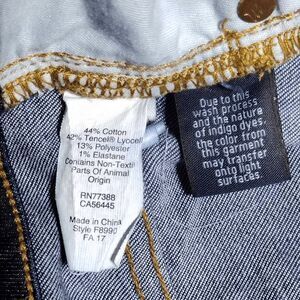 44% Cotton
42% Tencel® Lyocell
13% Polyester
1% Elastane
Contains Non-Textile
Parts Of Animal
Origin
RN77388
CA56445
Made in China
Style F8990
FA 17
Due to this
wash process
and the nature
of indigo dyes,
the color from
this garment
may transfer
onto light
surfaces.